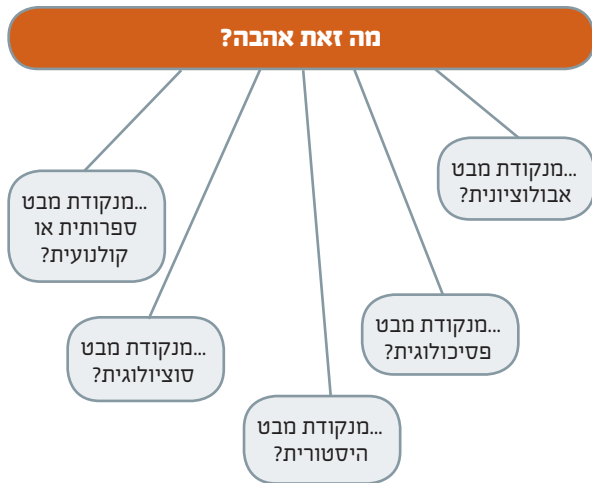 מה זאת אהבה?
...מנקודת מבט
אבולוציונית?
...מנקודת מבט
פסיכולוגית?
...מנקודת מבט
היסטורית?
...מנקודת מבט
סוציולוגית?
...מנקודת מבט
ספרותית או
קולנועית?